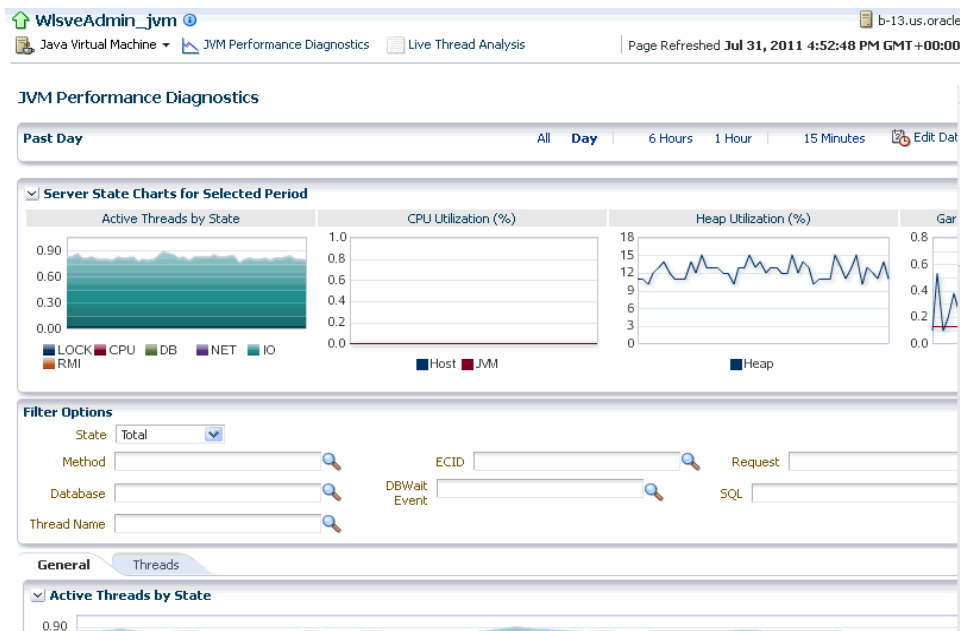 WlsveAdmin_jvm
b-13.us.oracle
Java Virtual Machine JVM Performance Diagnostics Live Thread Analysis
Page Refreshed Jul 31, 2011 4:52:48 PM GMT+00:00
JVM Performance Diagnostics
Past Day All Day 6 Hours 1 Hour 15 Minutes Edit Dat
Server State Charts for Selected Period
Active Threads by State
0.90
0.60
0.30
0.00
LOCK CPU DB NET IO
RMI
CPU Utilization (%)
1.0
0.8
0.6
0.4
0.2
0.0
Host JVM
Heap Utilization (%)
18
15
12
9
6
3
0
Heap
Gar
0.8
0.6
0.4
0.2
0.0
Filter Options
State Total
Method ECID Request
Database DBWait Event SQL
Thread Name
General Threads
Active Threads by State
0.90